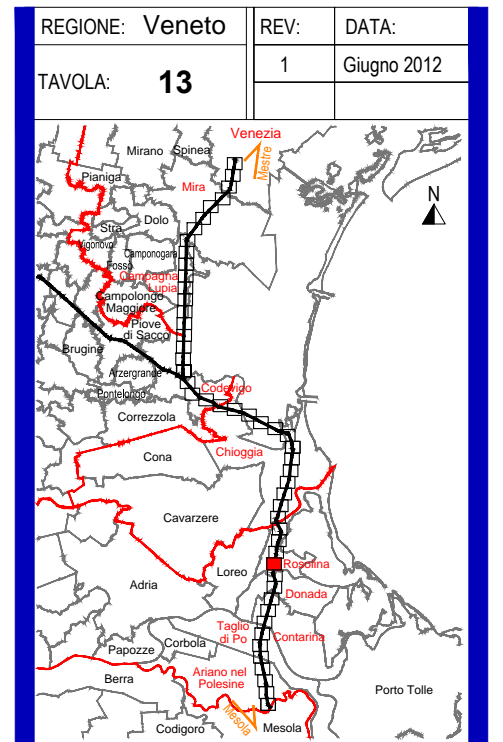 REGIONE: Veneto
REV:
DATA:
TAVOLA: 13
1
Giugno 2012
Venezia
Mestre
Mirano
Spinea
Pianiga
Mira
N
Stra
Dolo
Vigonovo
Fosso
Camponogara
Campagna
Lupia
Campolongo
Maggiore
Piove
di Sacco
Brugine
Arzergrande
Pontelongo
Codevigo
Correzzola
Chioggia
Cona
Cavarzere
Loreo
Rosolina
Adria
Donada
Taglio
di Po
Contarina
Papozze
Corbola
Berra
Ariano nel
Polesine
Porto Tolle
Mesola
Codigoro
Mesola